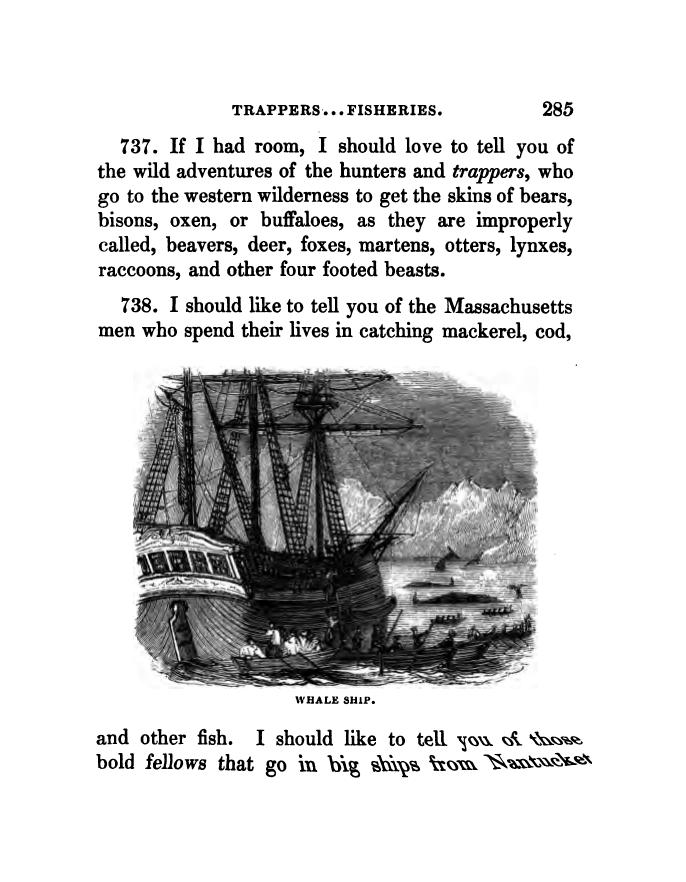 TRAPPERS...FISHERIES. 285
737. If I had room, I should love to tell you of
the wild adventures of the hunters and trappers, who
go to the western wilderness to get the skins of bears,
bisons, oxen, or buffaloes, as they are improperly
called, beavers, deer, foxes, martens, otters, lynxes,
raccoons, and other four footed beasts.
738. I should like to tell you of the Massachusetts
men who spend their lives in catching mackerel, cod,
WHALE SHIP.
and other fish. I should like to tell you of those
bold fellows that go in big ships from Nantucket